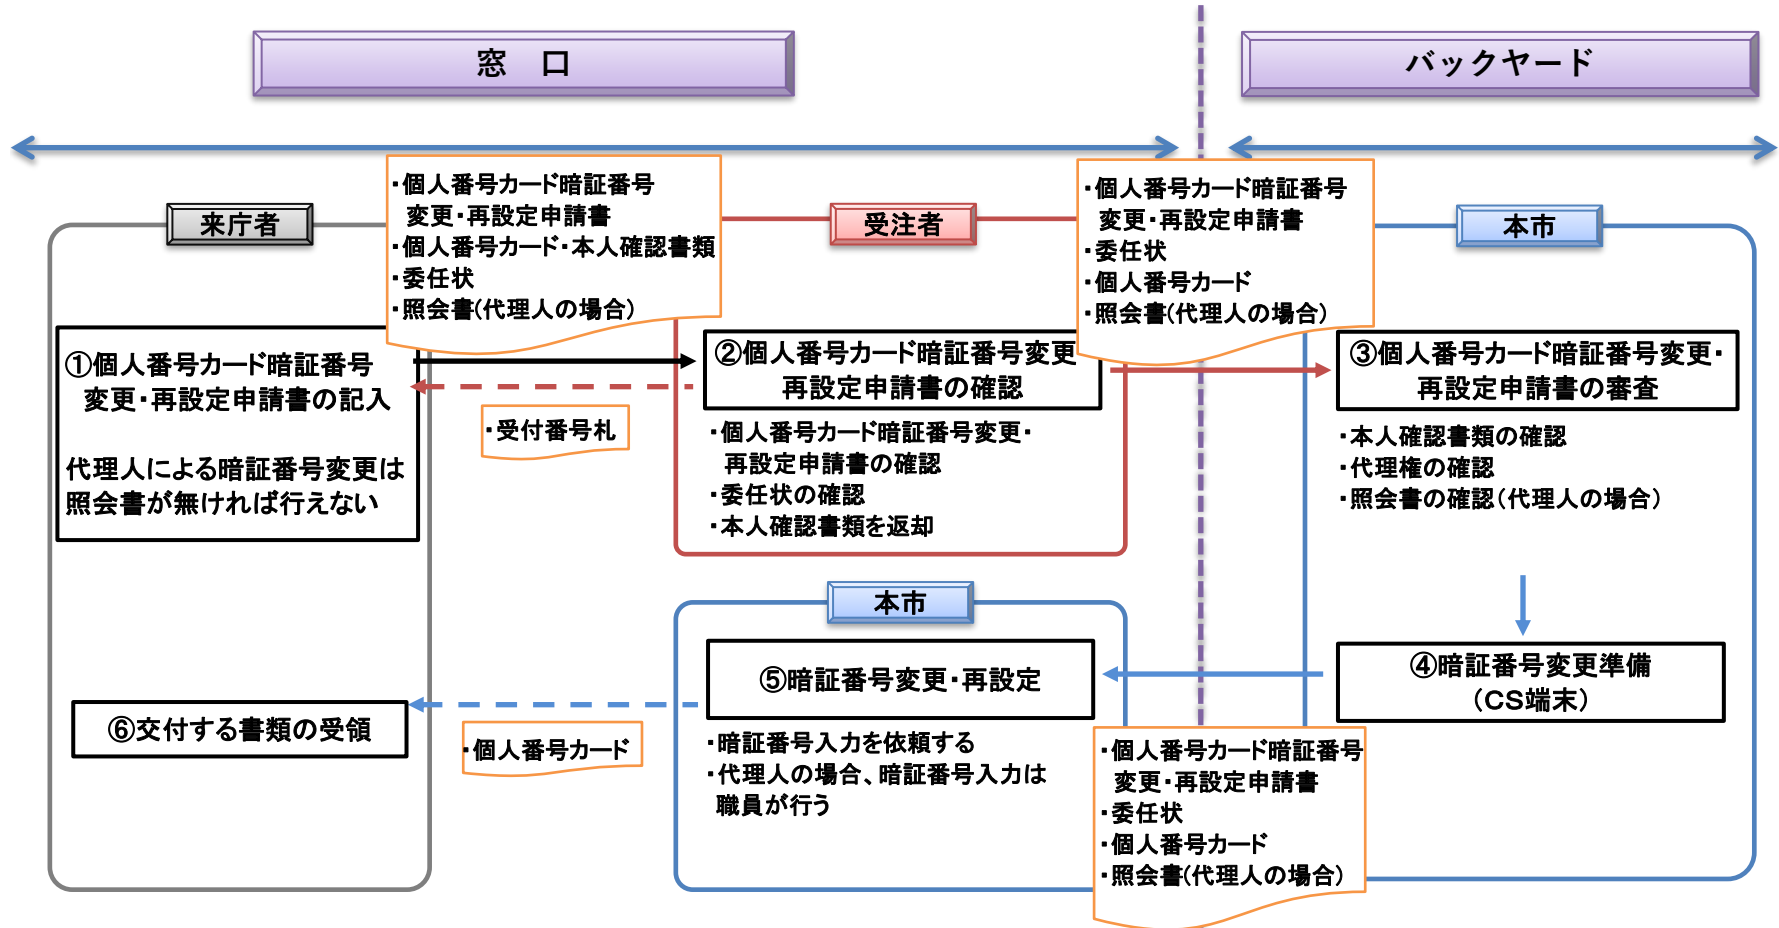 窓　口
バックヤード
来庁者
・個人番号カード暗証番号
変更・再設定申請書
・個人番号カード・本人確認書類
・委任状
・照会書(代理人の場合)
受注者
・個人番号カード暗証番号
変更・再設定申請書
・委任状
・個人番号カード
・照会書(代理人の場合)
本市
①個人番号カード暗証番号
変更・再設定申請書の記入
代理人による暗証番号変更は
照会書が無ければ行えない
・受付番号札
②個人番号カード暗証番号変更
再設定申請書の確認
・個人番号カード暗証番号変更・
再設定申請書の確認
・委任状の確認
・本人確認書類を返却
③個人番号カード暗証番号変更・
再設定申請書の審査
・本人確認書類の確認
・代理権の確認
・照会書の確認(代理人の場合)
④暗証番号変更準備
(CS端末)
本市
⑤暗証番号変更・再設定
・暗証番号入力を依頼する
・代理人の場合、暗証番号入力は
職員が行う
・個人番号カード暗証番号
変更・再設定申請書
・委任状
・個人番号カード
・照会書(代理人の場合)
・個人番号カード
⑥交付する書類の受領